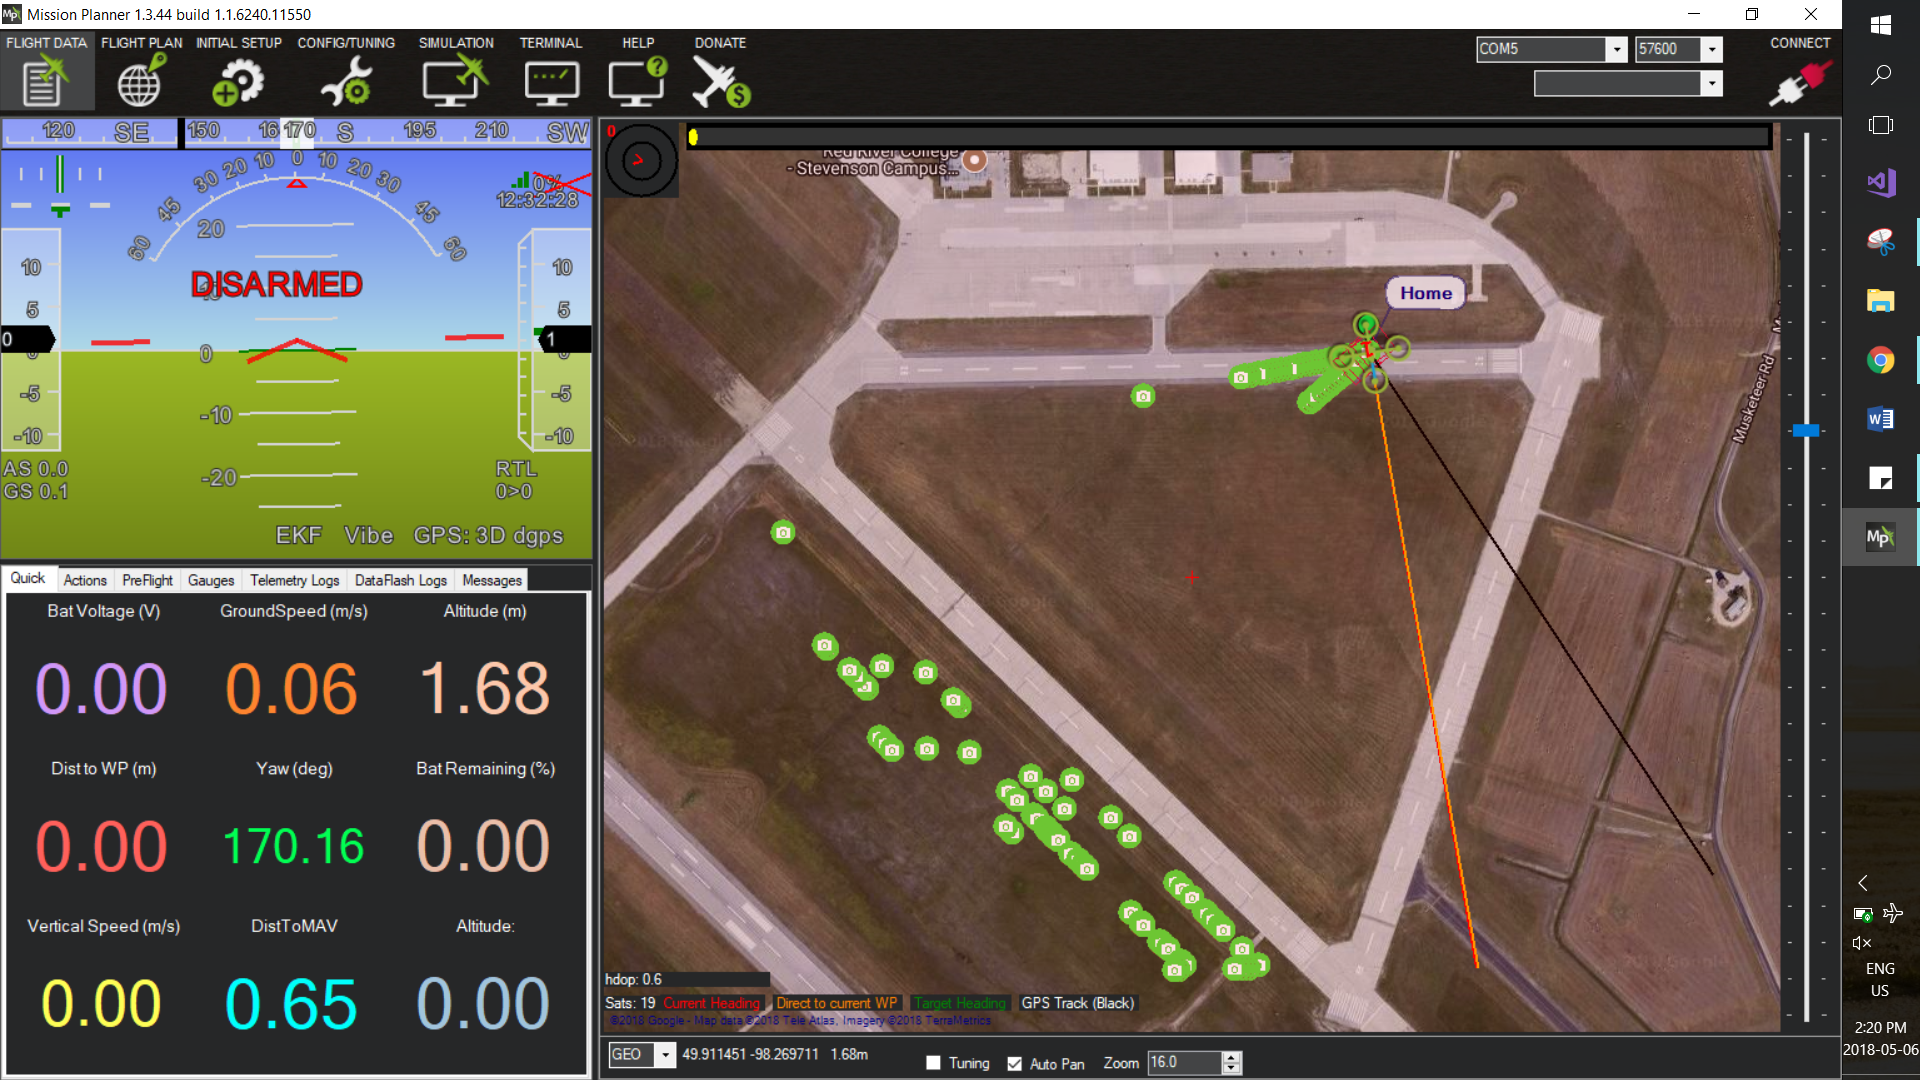 Mission Planner 1.3.44 build 1.1.6240.11550
FLIGHT DATA FLIGHT PLAN INITIAL SETUP CONFIG/TUNING SIMULATION TERMINAL HELP DONATE
COM5 57600 CONNECT
120 SE 150 16 170 S 195 210 SW
60 45 30 20 10 0 10 20 30 45 60
0%
12:32:28
20
DISARMED
10
5
0
-5
-10
10
5
1
-5
-10
0
-10
-20
AS 0.0
GS 0.1
RTL
0>0
EKF Vibe GPS: 3D dgps
Quick Actions PreFlight Gauges Telemetry Logs DataFlash Logs Messages
Bat Voltage (V) GroundSpeed (m/s) Altitude (m)
0.00 0.06 1.68
Dist to WP (m) Yaw (deg) Bat Remaining (%)
0.00 170.16 0.00
Vertical Speed (m/s) DistToMAV Altitude:
0.00 0.65 0.00
0
Red River College
- Stevenson Campus...
Home
Musketeer Rd
hdop: 0.6
Sats: 19 Current Heading Direct to current WP Target Heading GPS Track (Black)
©2018 Google - Map data ©2018 Tele Atlas, Imagery ©2018 TerraMetrics
GEO 49.911451 -98.269711 1.68m Tuning Auto Pan Zoom 16.0
Mp
ENG
US
2:20 PM
2018-05-06